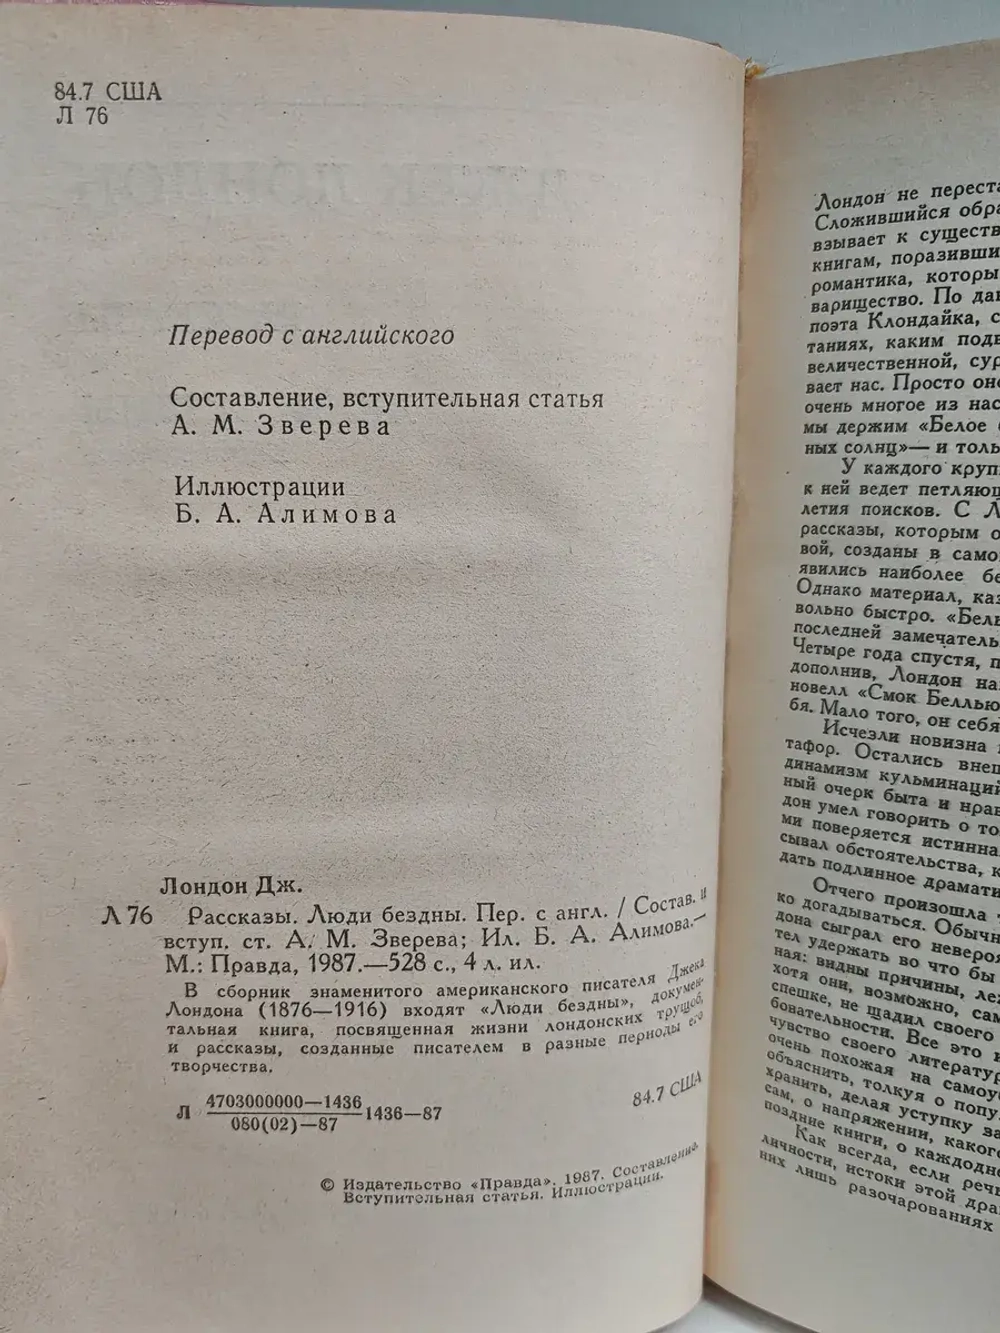 84.7 США
Л 76
Перевод с английского
Составление, вступительная статья
А. М. Зверева
Иллюстрации
Б. А. Алимова
Лондон Дж.
Л 76 Рассказы. Люди бездны. Пер. с англ. / Состав. и
вступ. ст. А. М. Зверева; Ил. Б. А. Алимова.—
М.: Правда, 1987.—528 с., 4 л. ил.
В сборник знаменитого американского писателя Джека
Лондона (1876—1916) входят «Люди бездны», докумен-
тальная книга, посвященная жизни лондонских трущоб,
и рассказы, созданные писателем в разные периоды его
творчества.
Л 4703000000—1436
080(02)—87 1436—87
84.7 США
© Издательство «Правда». 1987. Составление.
Вступительная статья. Иллюстрации.
Лондон не переста
Сложившийся обра
взывает к существ
книгам, поразивши
романтика, которы
варищество. По да
поэта Клондайка, с
таниях, каким подв
величественной, сур
вает нас. Просто оно
очень многое из нас
мы держим «Белое
ных солнц»— и толь
У каждого круп
к ней ведет петляющ
летия поисков. С Л
рассказы, которым о
вой, созданы в само
явились наиболее бе
Однако материал, каз
вольно быстро. «Белы
последней замечатель
Четыре года спустя, п
дополнив, Лондон на
новелл «Смок Беллью
бя. Мало того, он себя
Исчезли новизна
тафор. Остались внеш
динамизм кульминаций
ный очерк быта и нрав
дон умел говорить о то
ми поверяется истинна
сывал обстоятельства, к
дать подлинное драмати
Отчего произошла
ко догадываться. Обычн
дона сыграл его невероя
тел удержать во что бы
ная: видны причины, ле
хотя они, возможно, сам
спешке, не щадил своего
бовательности. Все это
чувство своего литератур
очень похожая на самоу
объяснить, толкуя о попу
хранить, делая уступку за
сам, о напряжении, каког
поздние книги, о каждодне
Как всегда, если речь
личности, истоки этой дра
них лишь разочарованиях